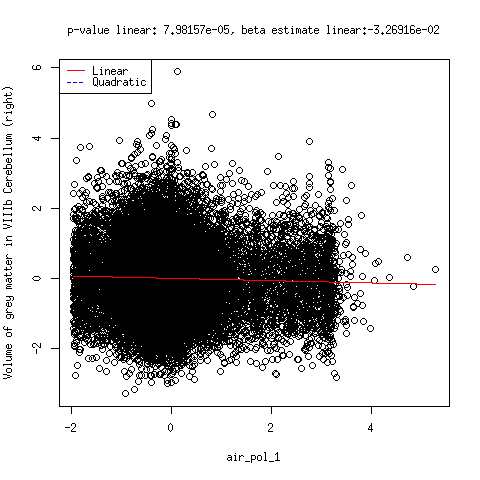 p-value linear: 7.98157e-05, beta estimate linear:-3.26916e-02
Linear
Quadratic
Volume of grey matter in VIIIb Cerebellum (right)
6
4
2
0
-2
-2 0 2 4
air_pol_1